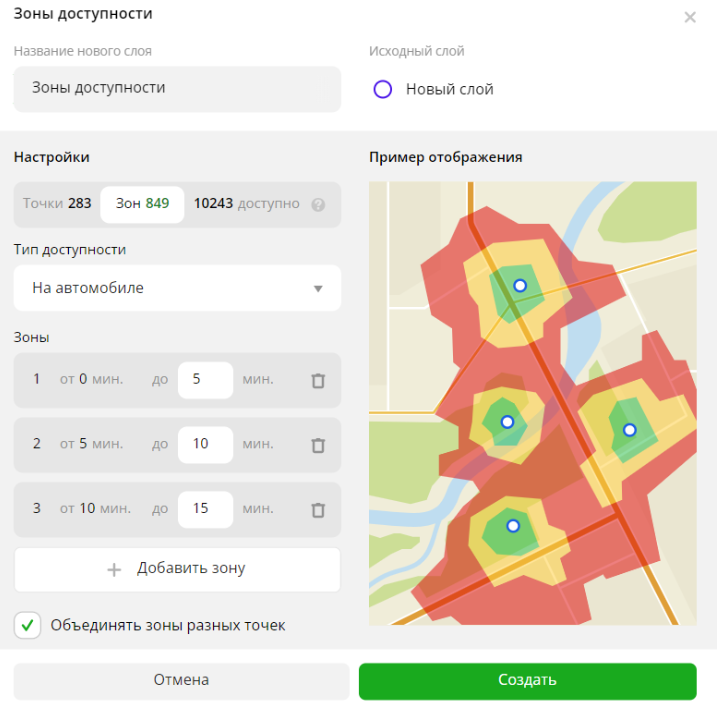 Зоны доступности
Название нового слоя
Зоны доступности
Исходный слой
Новый слой
Настройки
Точки 283 Зон 849 10243 доступно ?
Тип доступности
На автомобиле
Зоны
1 от 0 мин. до 5 мин.
2 от 5 мин. до 10 мин.
3 от 10 мин. до 15 мин.
+ Добавить зону
Объединять зоны разных точек
Пример отображения
Отмена
Создать